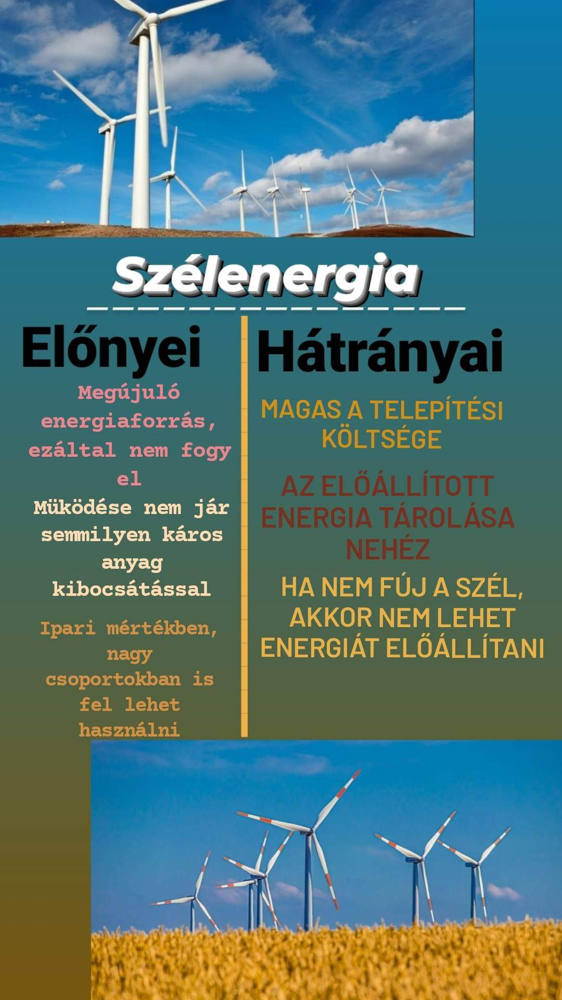 Szélenergia
Előnyei
Megújuló
energiaforrás,
ezáltal nem fogy
el
Müködése nem jár
semmilyen káros
anyag
kibocsátással
Ipari mértékben,
nagy
csoportokban is
fel lehet
használni
Hátrányai
MAGAS A TELEPÍTÉSI
KÖLTSÉGE
AZ ELŐÁLLÍTOTT
ENERGIA TÁROLÁSA
NEHÉZ
HA NEM FÚJ A SZÉL,
AKKOR NEM LEHET
ENERGIÁT ELŐÁLLÍTANI